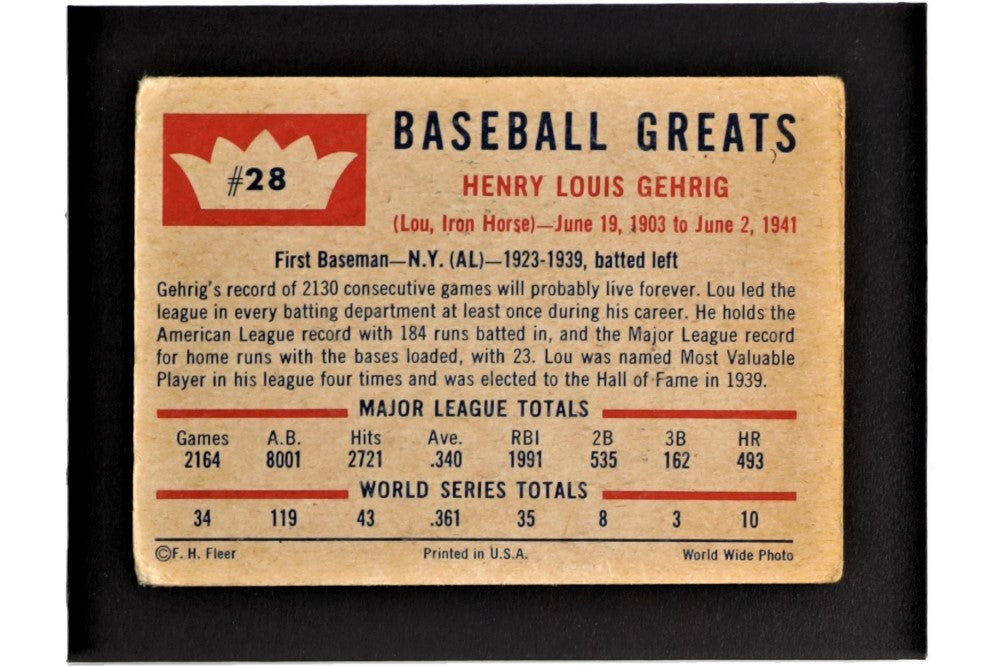 #28
BASEBALL GREATS
HENRY LOUIS GEHRIG
(Lou, Iron Horse)—June 19, 1903 to June 2, 1941
First Baseman—N.Y. (AL)—1923-1939, batted left
Gehrig's record of 2130 consecutive games will probably live forever. Lou led the
league in every batting department at least once during his career. He holds the
American League record with 184 runs batted in, and the Major League record
for home runs with the bases loaded, with 23. Lou was named Most Valuable
Player in his league four times and was elected to the Hall of Fame in 1939.
MAJOR LEAGUE TOTALS
Games A.B. Hits Ave. RBI 2B 3B HR
2164 8001 2721 .340 1991 535 162 493
WORLD SERIES TOTALS
34 119 43 .361 35 8 3 10
©F. H. Fleer Printed in U.S.A. World Wide Photo